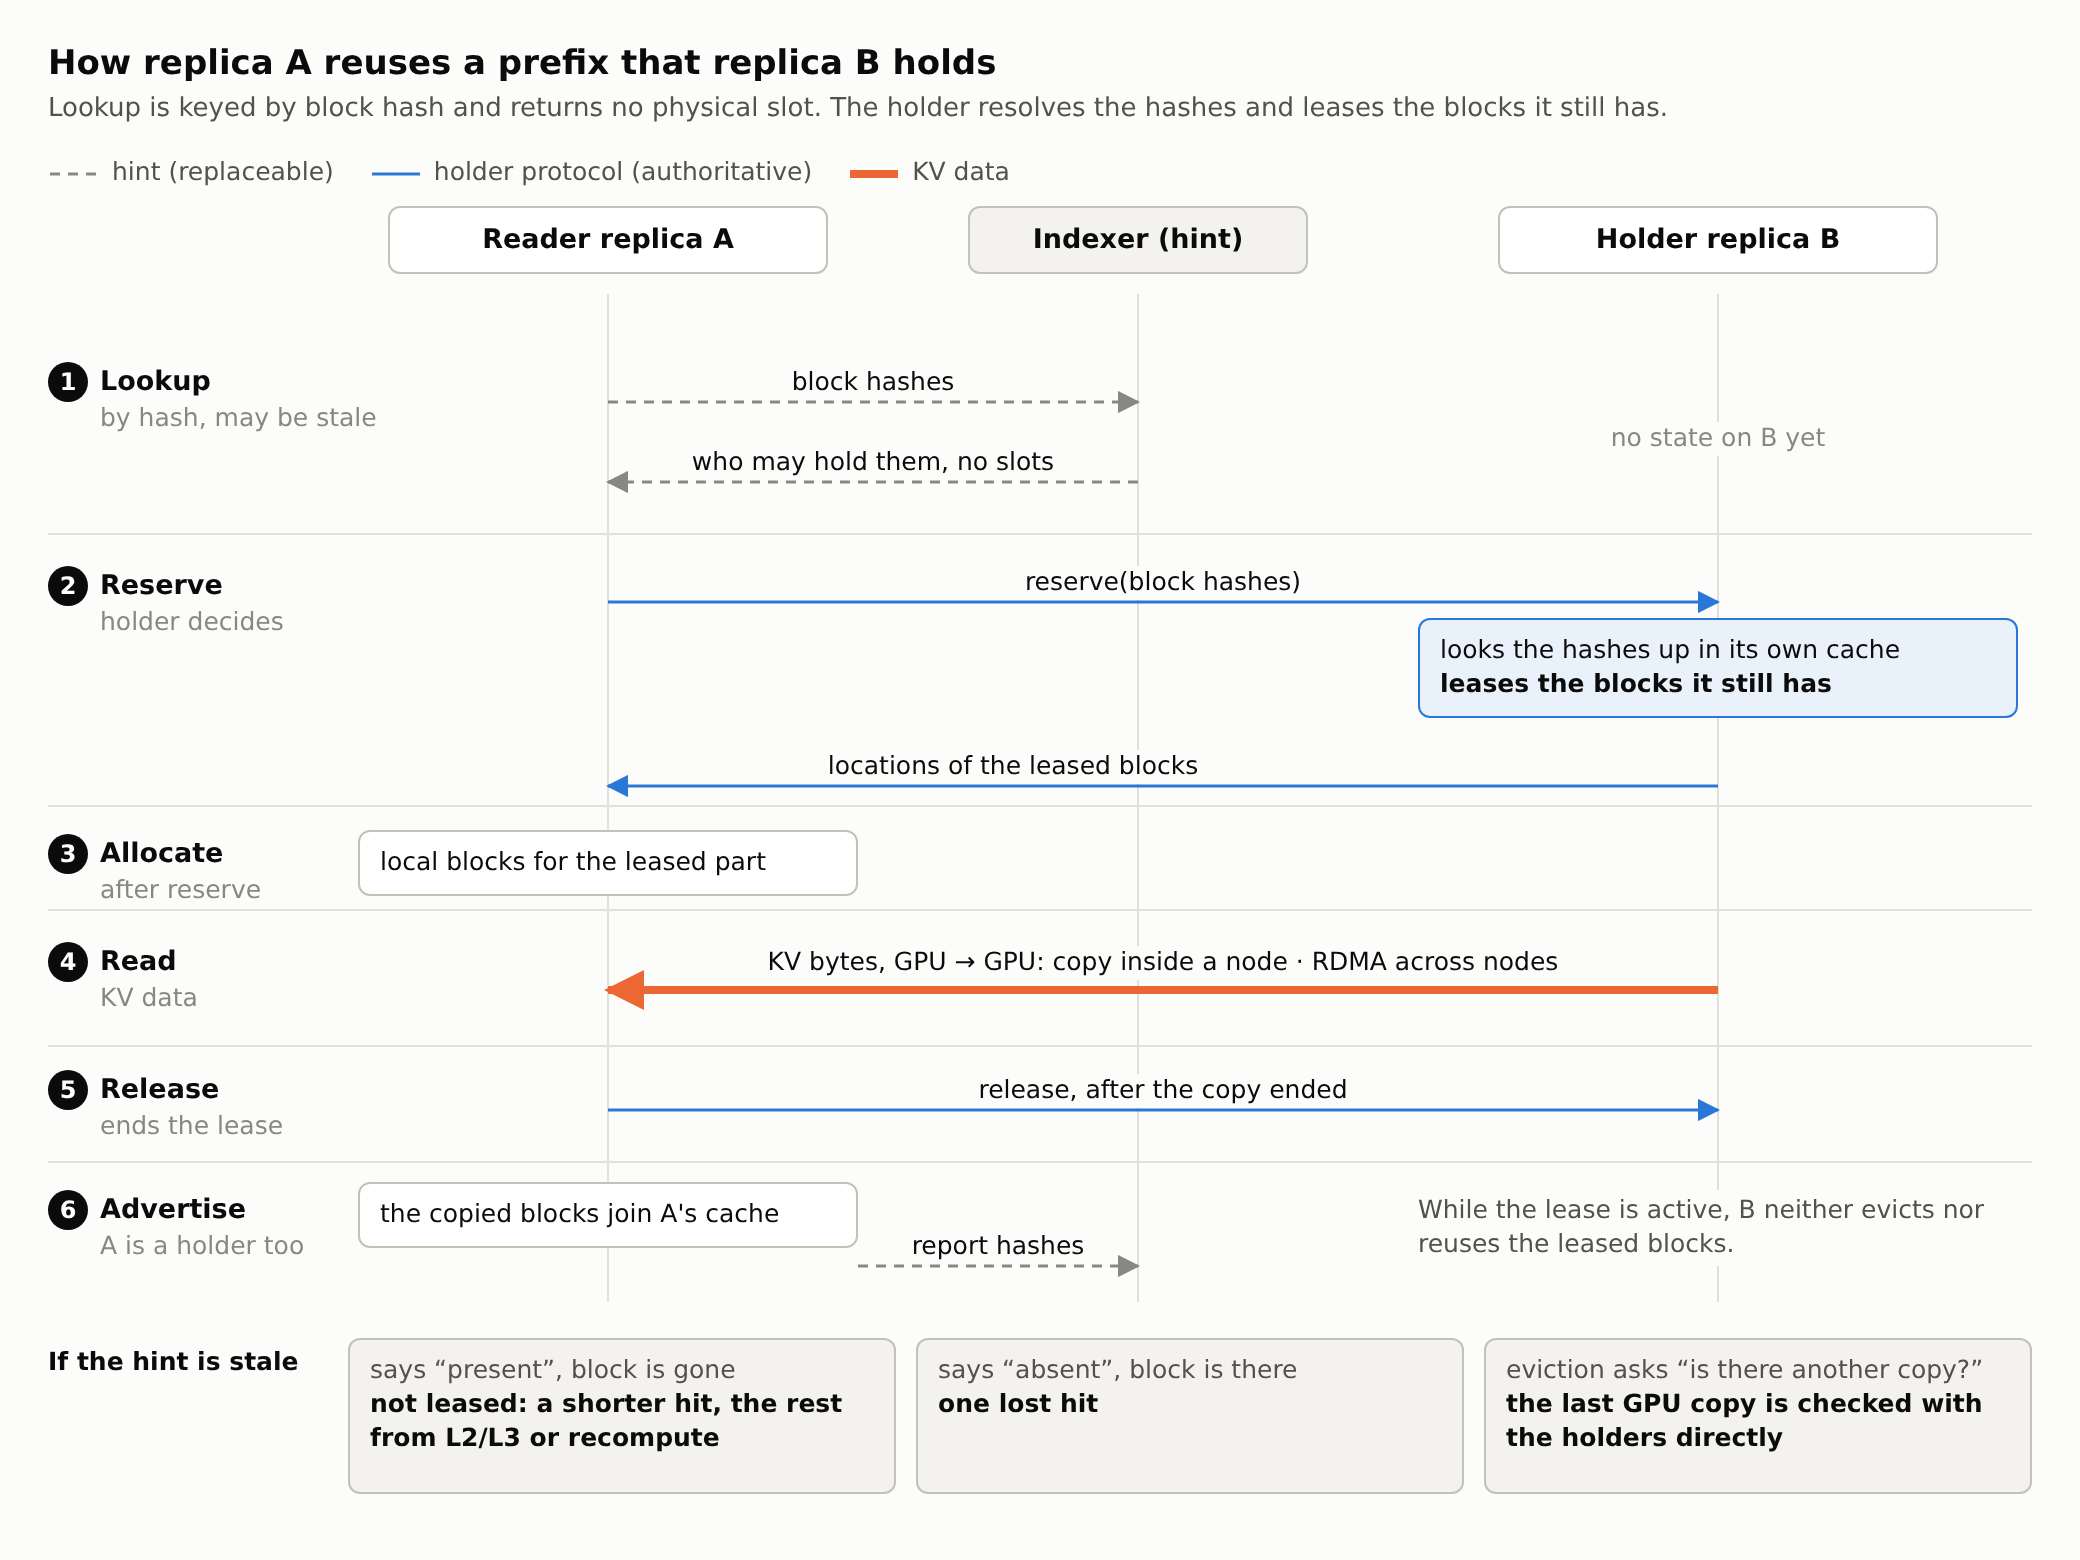 How replica A reuses a prefix that replica B holds
Lookup is keyed by block hash and returns no physical slot. The holder resolves the hashes and leases the blocks it still has.
hint (replaceable)
holder protocol (authoritative)
KV data
Reader replica A
Indexer (hint)
Holder replica B
1 Lookup
by hash, may be stale
block hashes
who may hold them, no slots
no state on B yet
2 Reserve
holder decides
reserve(block hashes)
looks the hashes up in its own cache
leases the blocks it still has
locations of the leased blocks
3 Allocate
after reserve
local blocks for the leased part
4 Read
KV data
KV bytes, GPU → GPU: copy inside a node · RDMA across nodes
5 Release
ends the lease
release, after the copy ended
6 Advertise
A is a holder too
the copied blocks join A's cache
report hashes
While the lease is active, B neither evicts nor
reuses the leased blocks.
If the hint is stale
says “present”, block is gone
not leased: a shorter hit, the rest
from L2/L3 or recompute
says “absent”, block is there
one lost hit
eviction asks “is there another copy?”
the last GPU copy is checked with
the holders directly